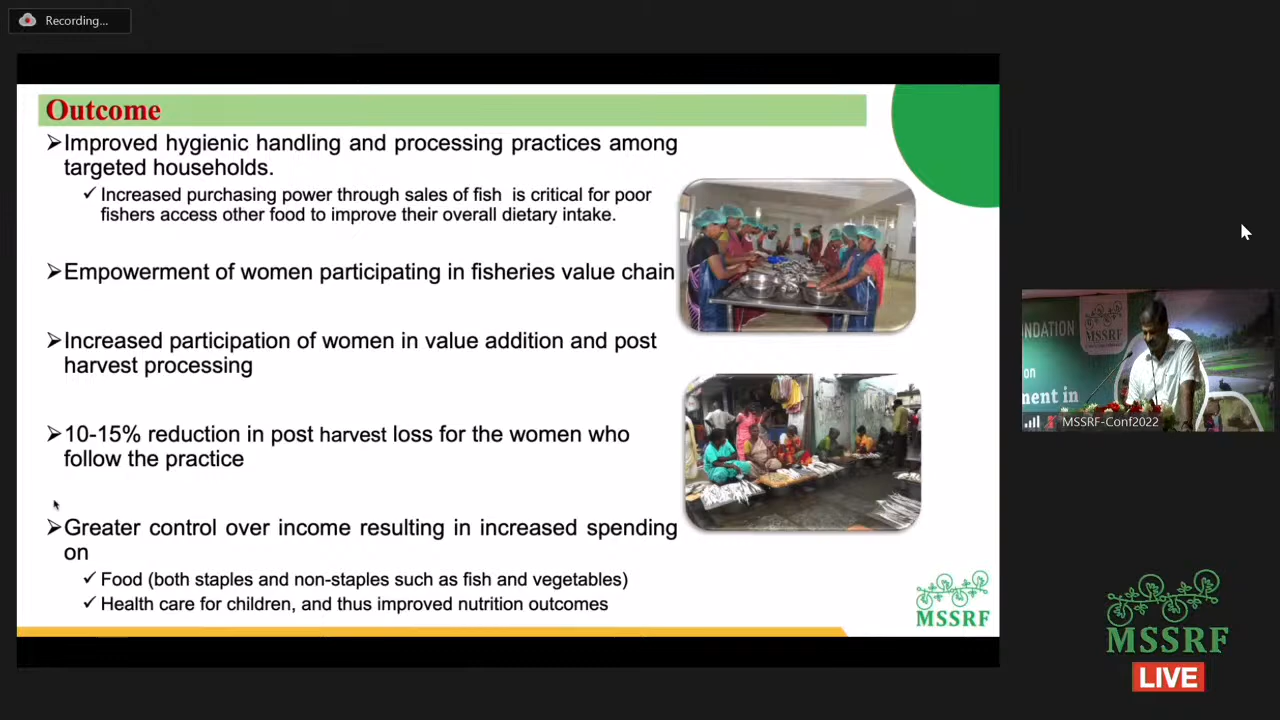 Recording...
Outcome
➢Improved hygienic handling and processing practices among
targeted households.
✓Increased purchasing power through sales of fish is critical for poor
fishers access other food to improve their overall dietary intake.
➢Empowerment of women participating in fisheries value chain
➢Increased participation of women in value addition and post
harvest processing
➢10-15% reduction in post harvest loss for the women who
follow the practice
➢Greater control over income resulting in increased spending
on
✓Food (both staples and non-staples such as fish and vegetables)
✓Health care for children, and thus improved nutrition outcomes
MSSRF
NDATION
MSSRF
on
nent in
MSSRF-Conf2022
MSSRF
LIVE